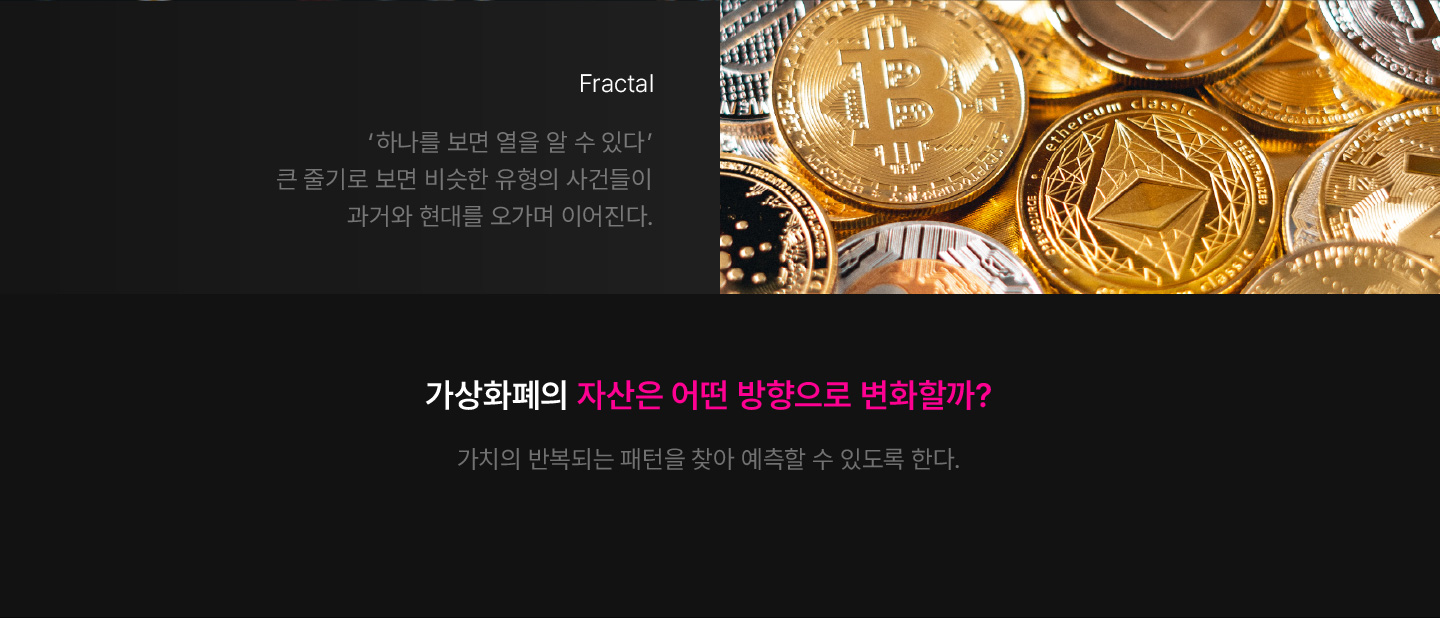 Fractal
‘하나를 보면 열을 알 수 있다’
큰 줄기로 보면 비슷한 유형의 사건들이
과거와 현대를 오가며 이어진다.
ethereum classic
DECENTRALIZED
OPEN-SOURCE
classic
가상화폐의 자산은 어떤 방향으로 변화할까?
가치의 반복되는 패턴을 찾아 예측할 수 있도록 한다.